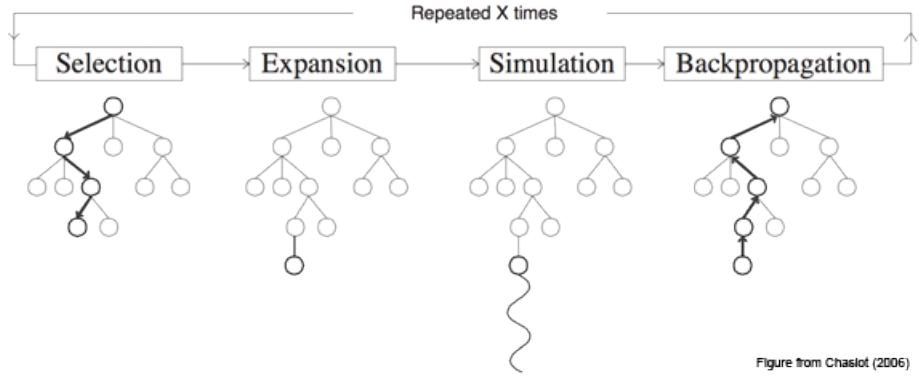 Repeated X times
Selection
Expansion
Simulation
Backpropagation
Figure from Chaslot (2006)